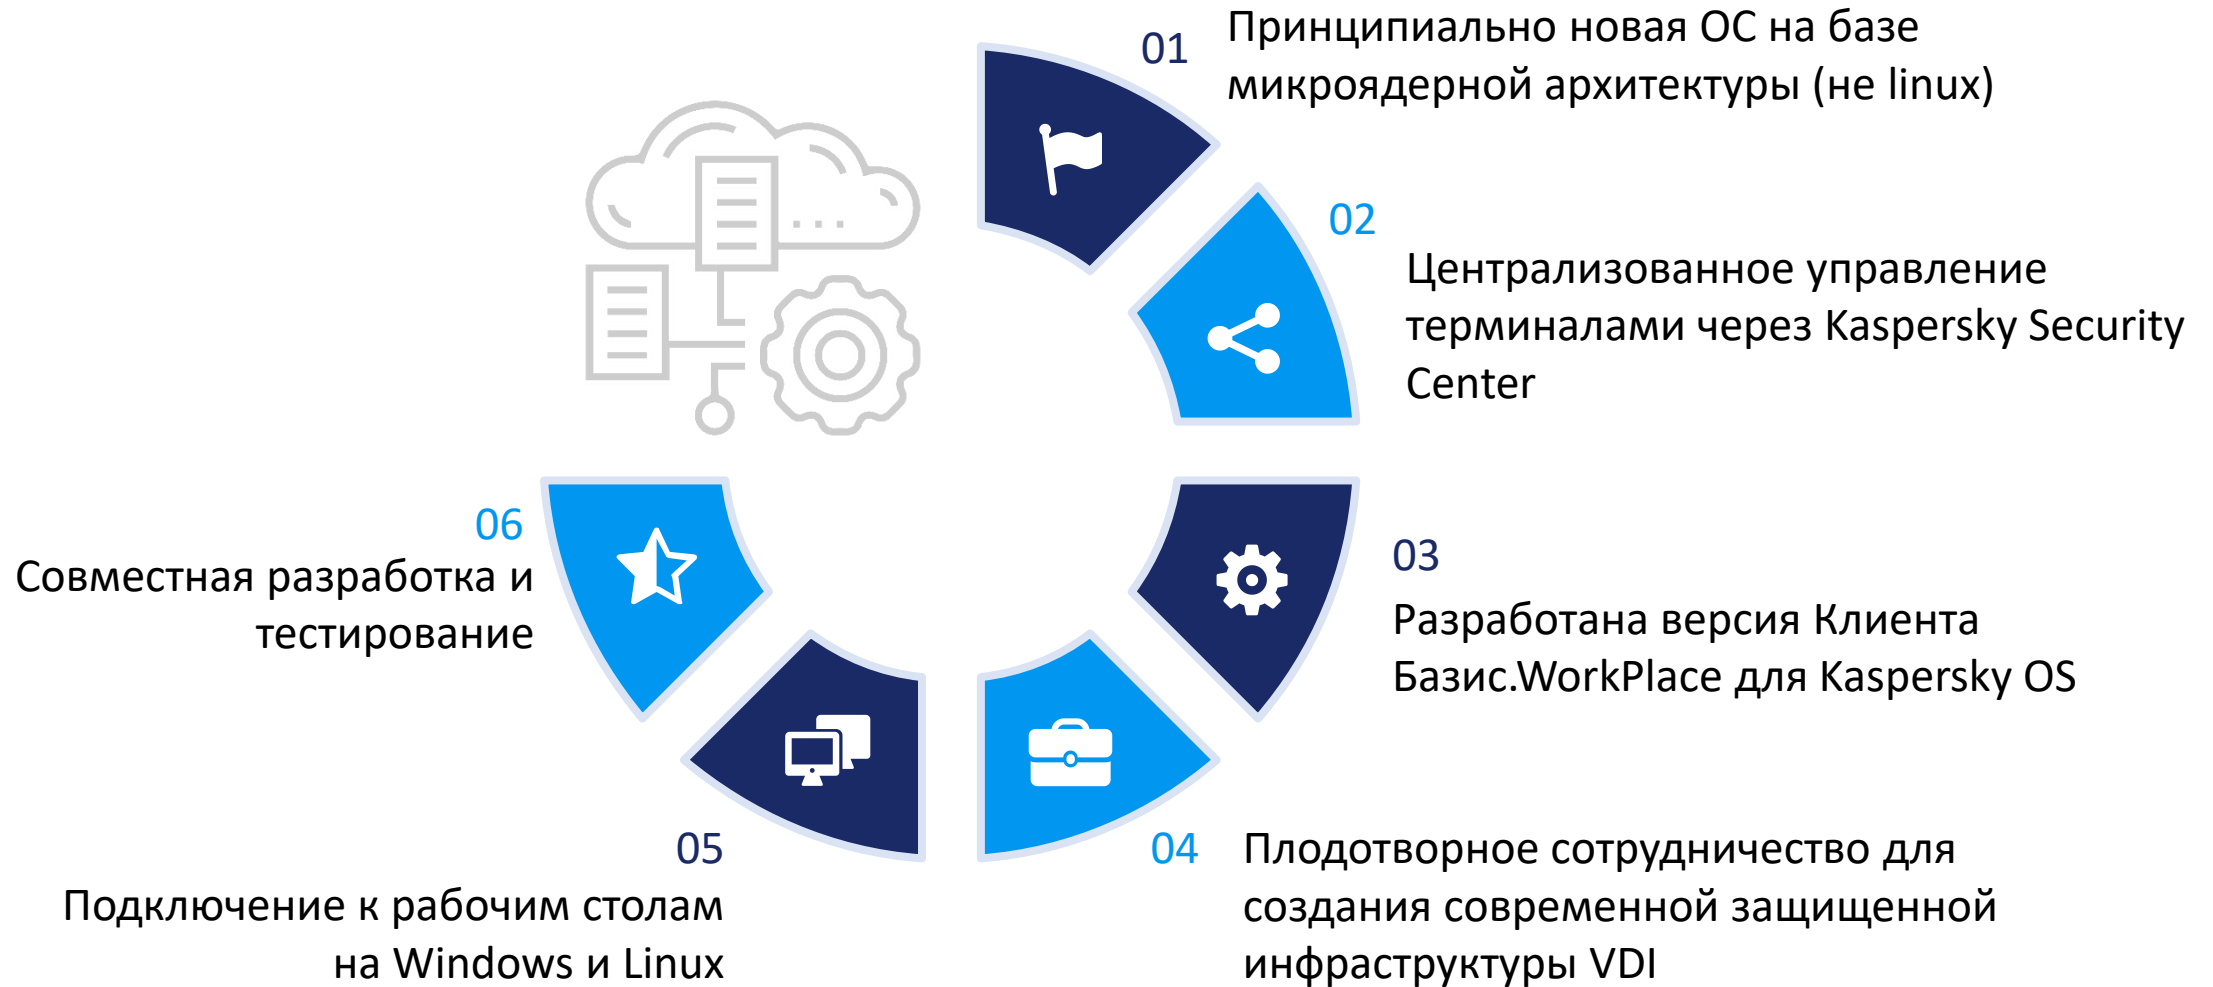 01
Принципиально новая ОС на базе
микроядерной архитектуры (не linux)
02
Централизованное управление
терминалами через Kaspersky Security
Center
03
Разработана версия Клиента
Базис.WorkPlace для Kaspersky OS
04
Плодотворное сотрудничество для
создания современной защищенной
инфраструктуры VDI
05
Подключение к рабочим столам
на Windows и Linux
06
Совместная разработка и
тестирование